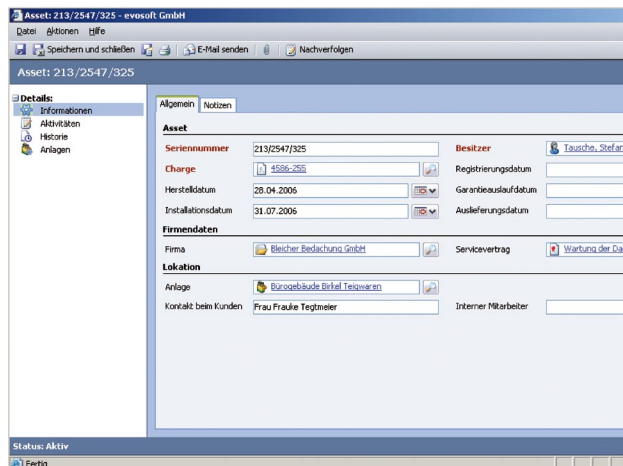 Asset: 213/2547/325 - evosoft GmbH
Datei Aktionen Hilfe
Speichern und schließen E-Mail senden Nachverfolgen
Asset: 213/2547/325
Details:
Informationen
Aktivitäten
Historie
Anlagen
Allgemein Notizen
Asset
Seriennummer 213/2547/325 Besitzer Tausche, Stefan
Charge 4586-255 Registrierungsdatum
Herstelldatum 28.04.2006 Garantieauslaufdatum
Installationsdatum 31.07.2006 Auslieferungsdatum
Firmendaten
Firma Bleicher Bedachung GmbH Servicevertrag Wartung der Da
Lokation
Anlage Bürogebäude Birkel Teigwaren
Kontakt beim Kunden Frau Frauke Tegtmeier Interner Mitarbeiter
Status: Aktiv
Fertig